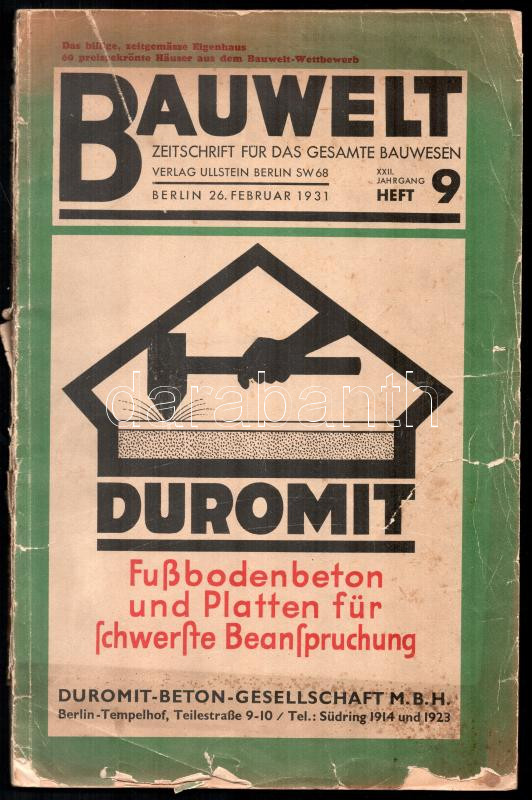 Das billige, zeitgemässe Eigenhaus
60 preisgekrönte Häuser aus dem Bauwelt-Wettbewerb
BAUWELT
ZEITSCHRIFT FÜR DAS GESAMTE BAUWESEN
VERLAG ULLSTEIN BERLIN SW 68
BERLIN 26. FEBRUAR 1931
XXII.
JAHRGANG
HEFT 9
darabanth
DUROMIT
Fußbodenbeton
und Platten für
ſchwerſte Beanſpruchung
DUROMIT-BETON-GESELLSCHAFT M.B.H.
Berlin-Tempelhof, Teilestraße 9-10 / Tel.: Südring 1914 und 1923